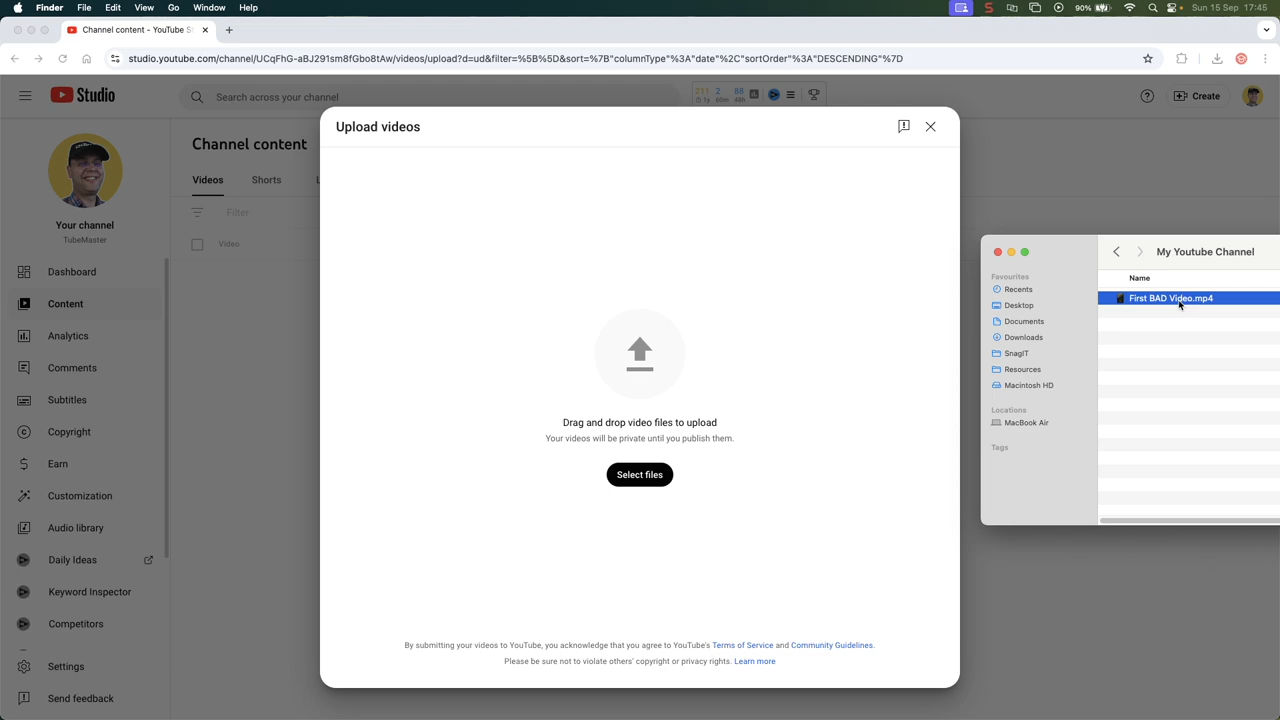 Finder File Edit View Go Window Help
90% Sun 15 Sep 17:45
Channel content - YouTube S
studio.youtube.com/channel/UCqFhG-aBJ291sm8fGbo8tAw/videos/upload?d=ud&filter=%5B%5D&sort=%7B"columnType"%3A"date"%2C"sortOrder"%3A"DESCENDING"%7D
Studio
Search across your channel
211 2 88
1y 60m 48h
Create
Your channel
TubeMaster
Dashboard
Content
Analytics
Comments
Subtitles
Copyright
Earn
Customization
Audio library
Daily Ideas
Keyword Inspector
Competitors
Settings
Send feedback
Channel content
Videos Shorts L
Filter
Video
Upload videos
Drag and drop video files to upload
Your videos will be private until you publish them.
Select files
By submitting your videos to YouTube, you acknowledge that you agree to YouTube's Terms of Service and Community Guidelines.
Please be sure not to violate others' copyright or privacy rights. Learn more
My Youtube Channel
Favourites
Recents
Desktop
Documents
Downloads
SnagIT
Resources
Macintosh HD
Locations
MacBook Air
Tags
Name
First BAD Video.mp4